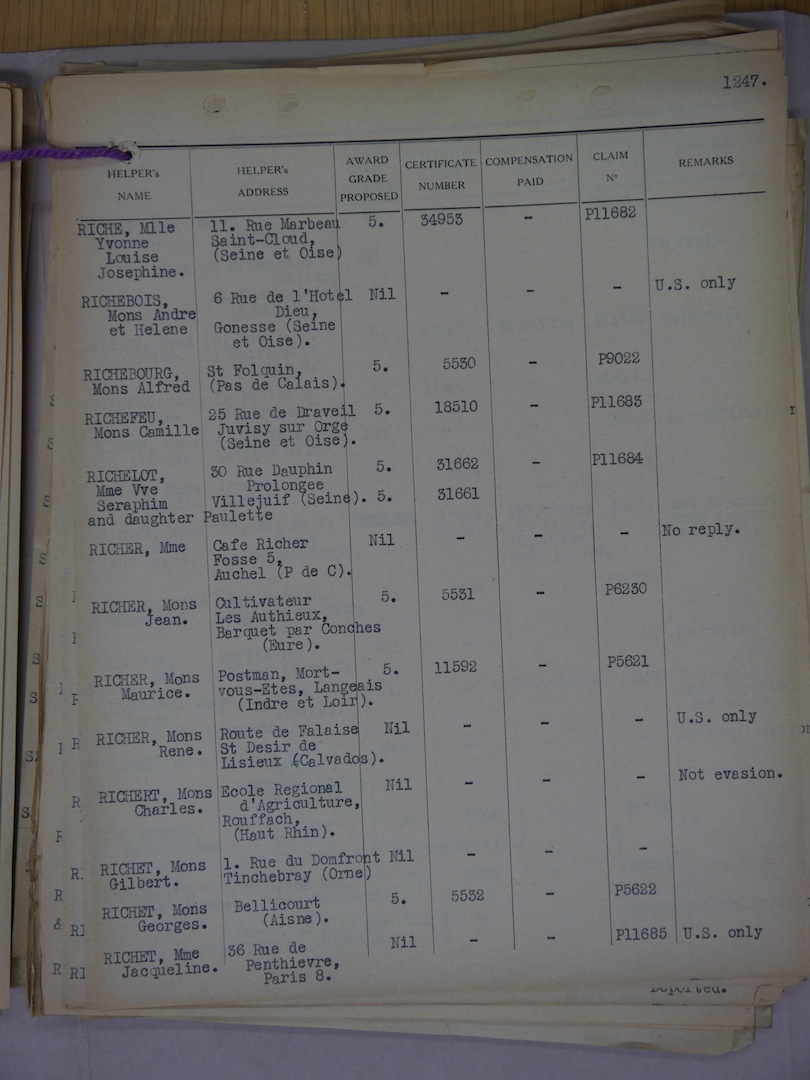 1247.
HELPER's NAME | HELPER's ADDRESS | AWARD GRADE PROPOSED | CERTIFICATE NUMBER | COMPENSATION PAID | CLAIM Nº | REMARKS
RICHE, Mlle | 11. Rue Marbeau | 5. | 34953 | - | P11682
Yvonne | Saint-Cloud,
Louise | (Seine et Oise)
Josephine.
RICHEBOIS, | 6 Rue de l'Hotel | Nil | - | - | - | U.S. only
Mons Andre | Dieu,
et Helene | Gonesse (Seine
et Oise).
RICHEBOURG, | St Folquin, | 5. | 5530 | - | P9022
Mons Alfred | (Pas de Calais).
RICHEFEU, | 25 Rue de Draveil | 5. | 18510 | - | P11683
Mons Camille | Juvisy sur Orge
(Seine et Oise).
RICHELOT, | 30 Rue Dauphin | 5. | 31662 | - | P11684
Mme Vve | Prolongee
Seraphim | Villejuif (Seine). | 5. | 31661
and daughter Paulette
RICHER, Mme | Cafe Richer | Nil | - | - | - | No reply.
Fosse 5,
Auchel (P de C).
RICHER, Mons | Cultivateur | 5. | 5531 | - | P6230
Jean. | Les Authieux,
Barquet par Conches
(Eure).
RICHER, Mons | Postman, Mort- | 5. | 11592 | - | P5621
Maurice. | vous-Etes, Langeais
(Indre et Loir).
RICHER, Mons | Route de Falaise | Nil | - | - | - | U.S. only
Rene. | St Desir de
Lisieux (Calvados).
RICHERT, Mons | Ecole Regional | Nil | - | - | - | Not evasion.
Charles. | d'Agriculture,
Rouffach,
(Haut Rhin).
RICHET, Mons | 1. Rue du Domfront | Nil | - | - | -
Gilbert. | Tinchebray (Orne)
RICHET, Mons | Bellicourt | 5. | 5532 | - | P5622
Georges. | (Aisne).
RICHET, Mme | 36 Rue de | Nil | - | - | P11685 | U.S. only
Jacqueline. | Penthievre,
Paris 8.